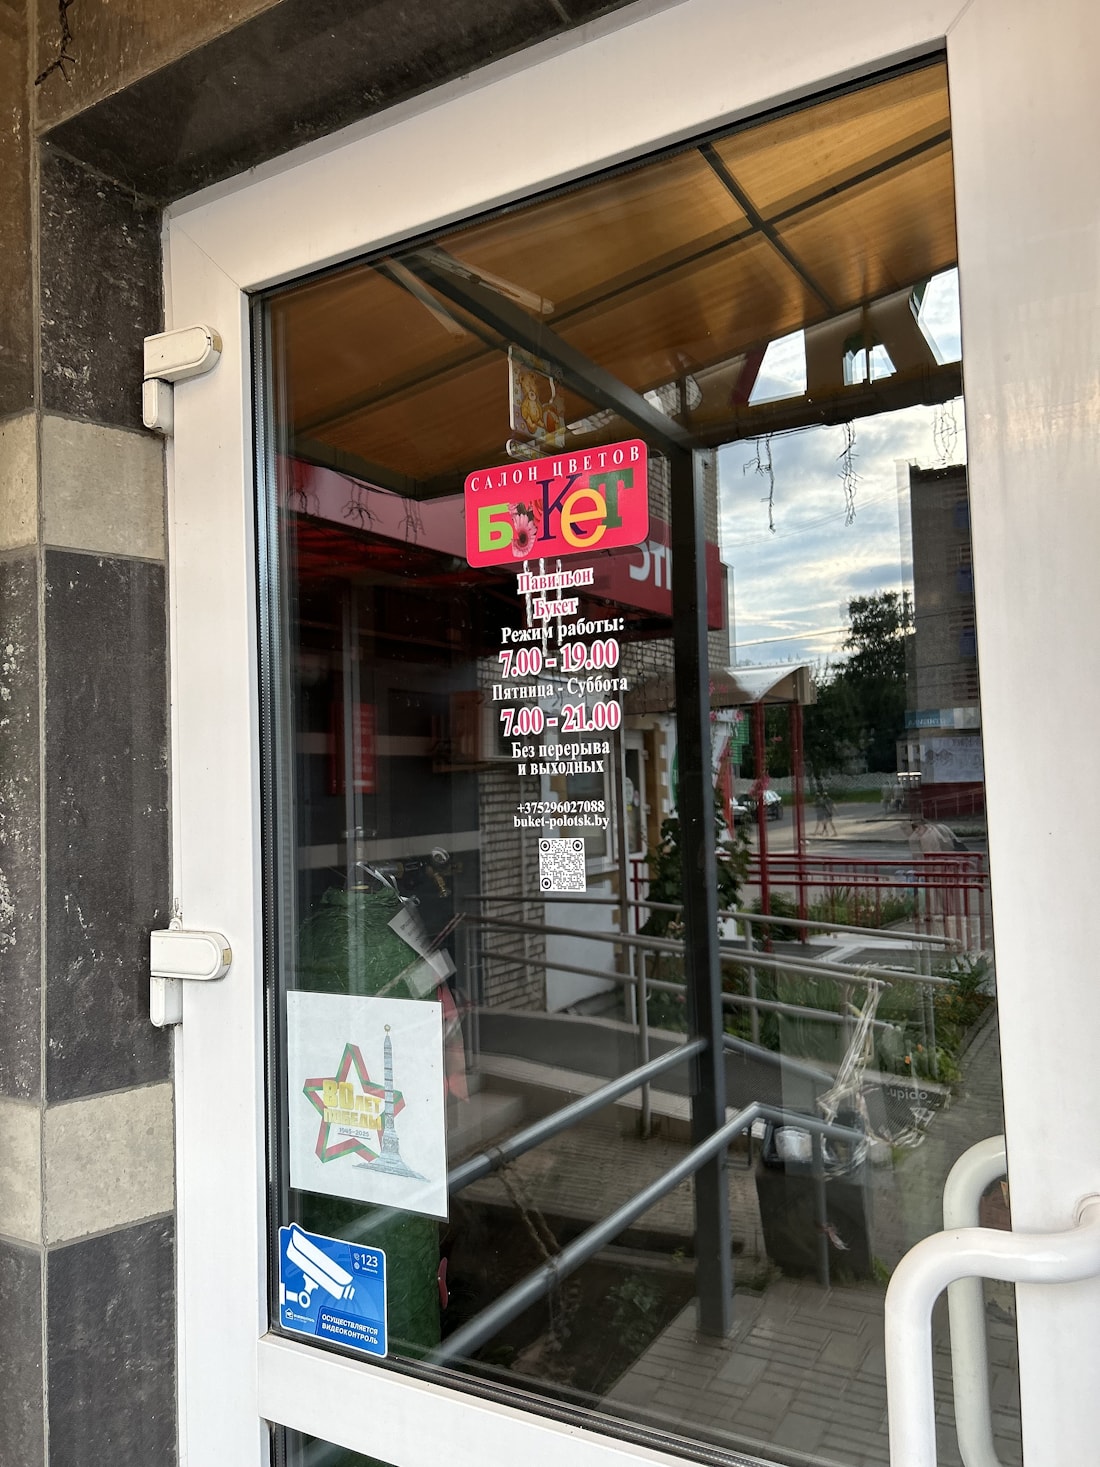 САЛОН ЦВЕТОВ
БуКеТ
Павильон
Букет
Режим работы:
7.00 - 19.00
Пятница - Суббота
7.00 - 21.00
Без перерыва
и выходных
+375296027088
buket-polotsk.by
80 ЛЕТ
ПОБЕДЫ
1945-2025
123
ОСУЩЕСТВЛЯЕТСЯ
ВИДЕОКОНТРОЛЬ